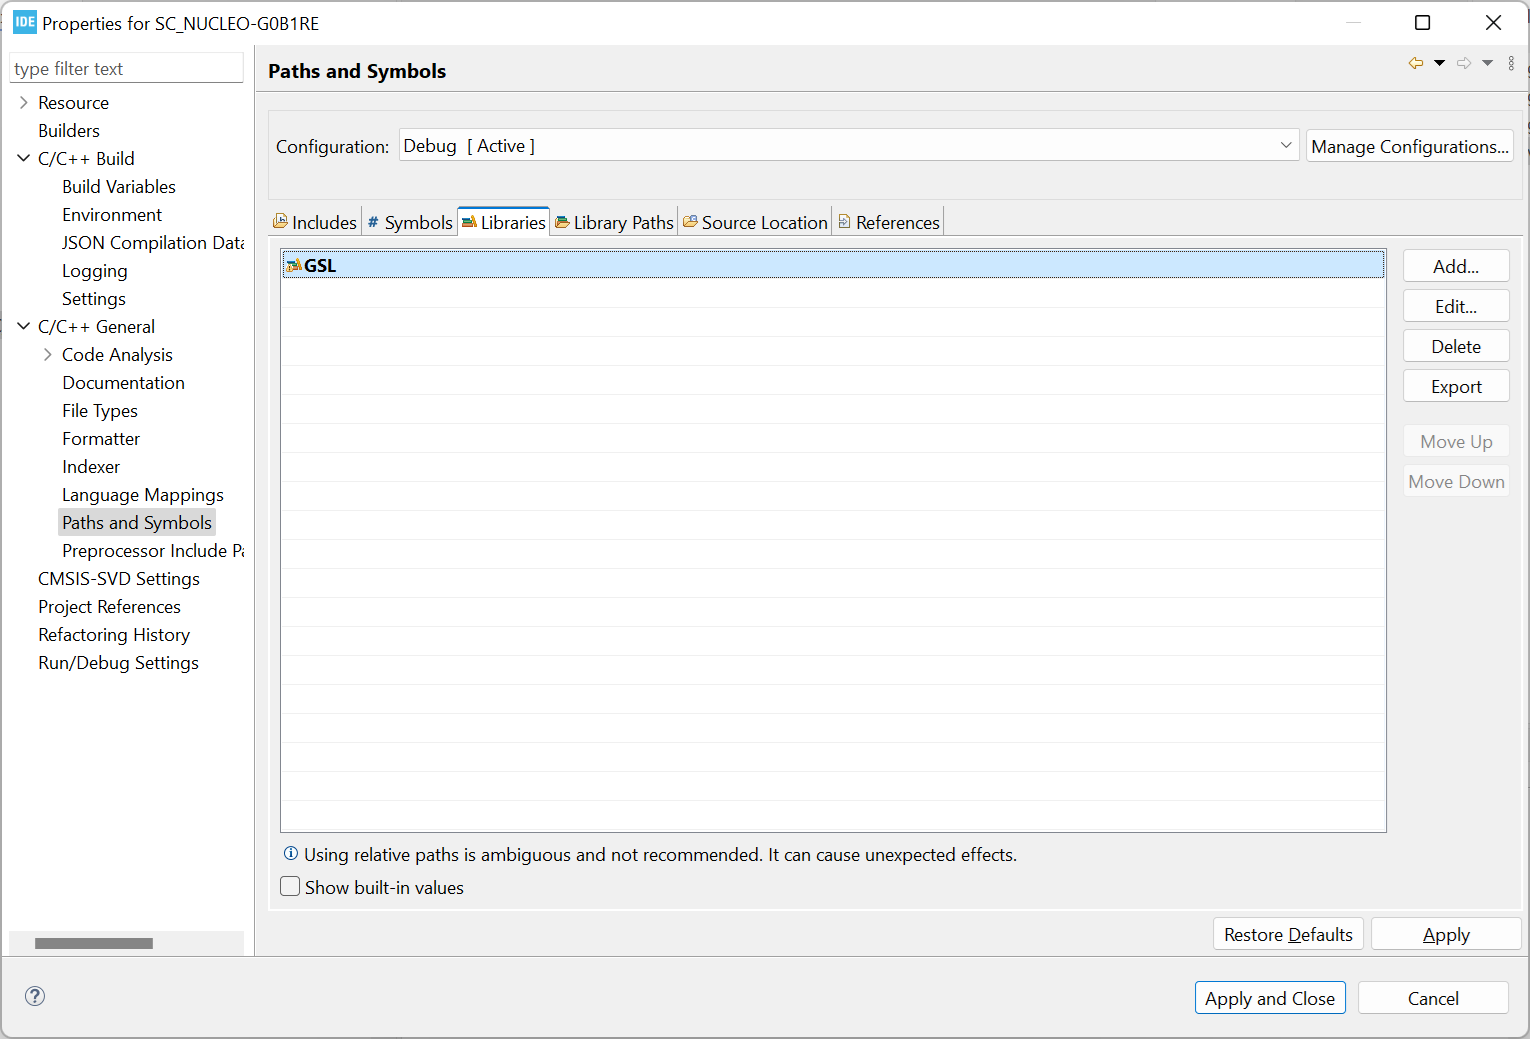 IDE Properties for SC_NUCLEO-G0B1RE
type filter text
Resource
Builders
C/C++ Build
Build Variables
Environment
JSON Compilation Data
Logging
Settings
C/C++ General
Code Analysis
Documentation
File Types
Formatter
Indexer
Language Mappings
Paths and Symbols
Preprocessor Include Pa
CMSIS-SVD Settings
Project References
Refactoring History
Run/Debug Settings
Paths and Symbols
Configuration: Debug [ Active ] Manage Configurations...
Includes # Symbols Libraries Library Paths Source Location References
GSL
Add...
Edit...
Delete
Export
Move Up
Move Down
Using relative paths is ambiguous and not recommended. It can cause unexpected effects.
Show built-in values
Restore Defaults Apply
Apply and Close Cancel